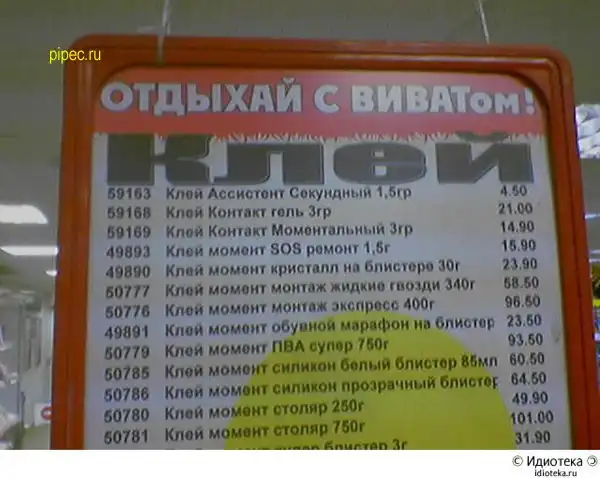 pipec.ru
ОТДЫХАЙ С ВИВАТом!
Клей
59163 Клей Ассистент Секундный 1,5гр 4.50
59168 Клей Контакт гель 3гр 21.00
59169 Клей Контакт Моментальный 3гр 14.90
49893 Клей момент SOS ремонт 1,5г 15.90
49890 Клей момент кристалл на блистере 30г 23.90
50777 Клей момент монтаж жидкие гвозди 340г 58.50
50776 Клей момент монтаж экспресс 400г 96.50
49891 Клей момент обувной марафон на блистер 23.50
50779 Клей момент ПВА супер 750г 93.50
50785 Клей момент силикон белый блистер 85мл 60.50
50786 Клей момент силикон прозрачный блистер 64.50
50780 Клей момент столяр 250г 49.90
50781 Клей момент столяр 750г 101.00
блистер 3г 31.90
© Идиотека
idioteka.ru